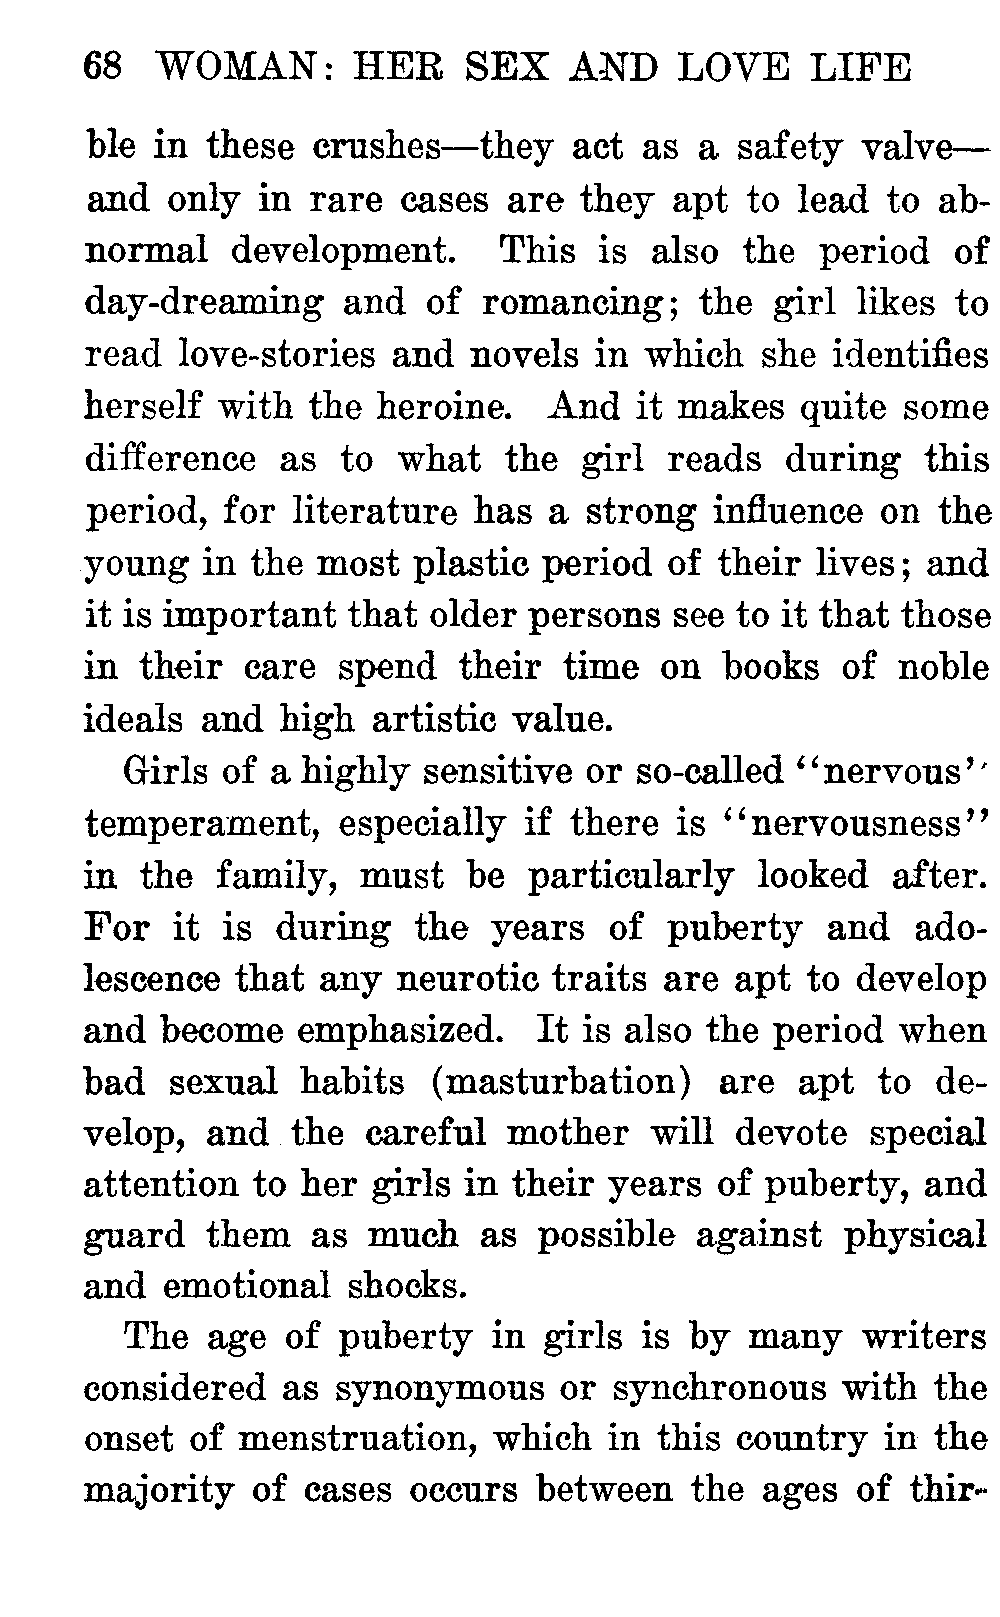 68 WOMAN: HER SEX AND LOVE LIFE
ble in these crushes—they act as a safety valve—
and only in rare cases are they apt to lead to ab-
normal development. This is also the period of
day-dreaming and of romancing; the girl likes to
read love-stories and novels in which she identifies
herself with the heroine. And it makes quite some
difference as to what the girl reads during this
period, for literature has a strong influence on the
young in the most plastic period of their lives; and
it is important that older persons see to it that those
in their care spend their time on books of noble
ideals and high artistic value.
Girls of a highly sensitive or so-called "nervous"
temperament, especially if there is "nervousness"
in the family, must be particularly looked after.
For it is during the years of puberty and ado-
lescence that any neurotic traits are apt to develop
and become emphasized. It is also the period when
bad sexual habits (masturbation) are apt to de-
velop, and the careful mother will devote special
attention to her girls in their years of puberty, and
guard them as much as possible against physical
and emotional shocks.
The age of puberty in girls is by many writers
considered as synonymous or synchronous with the
onset of menstruation, which in this country in the
majority of cases occurs between the ages of thir-